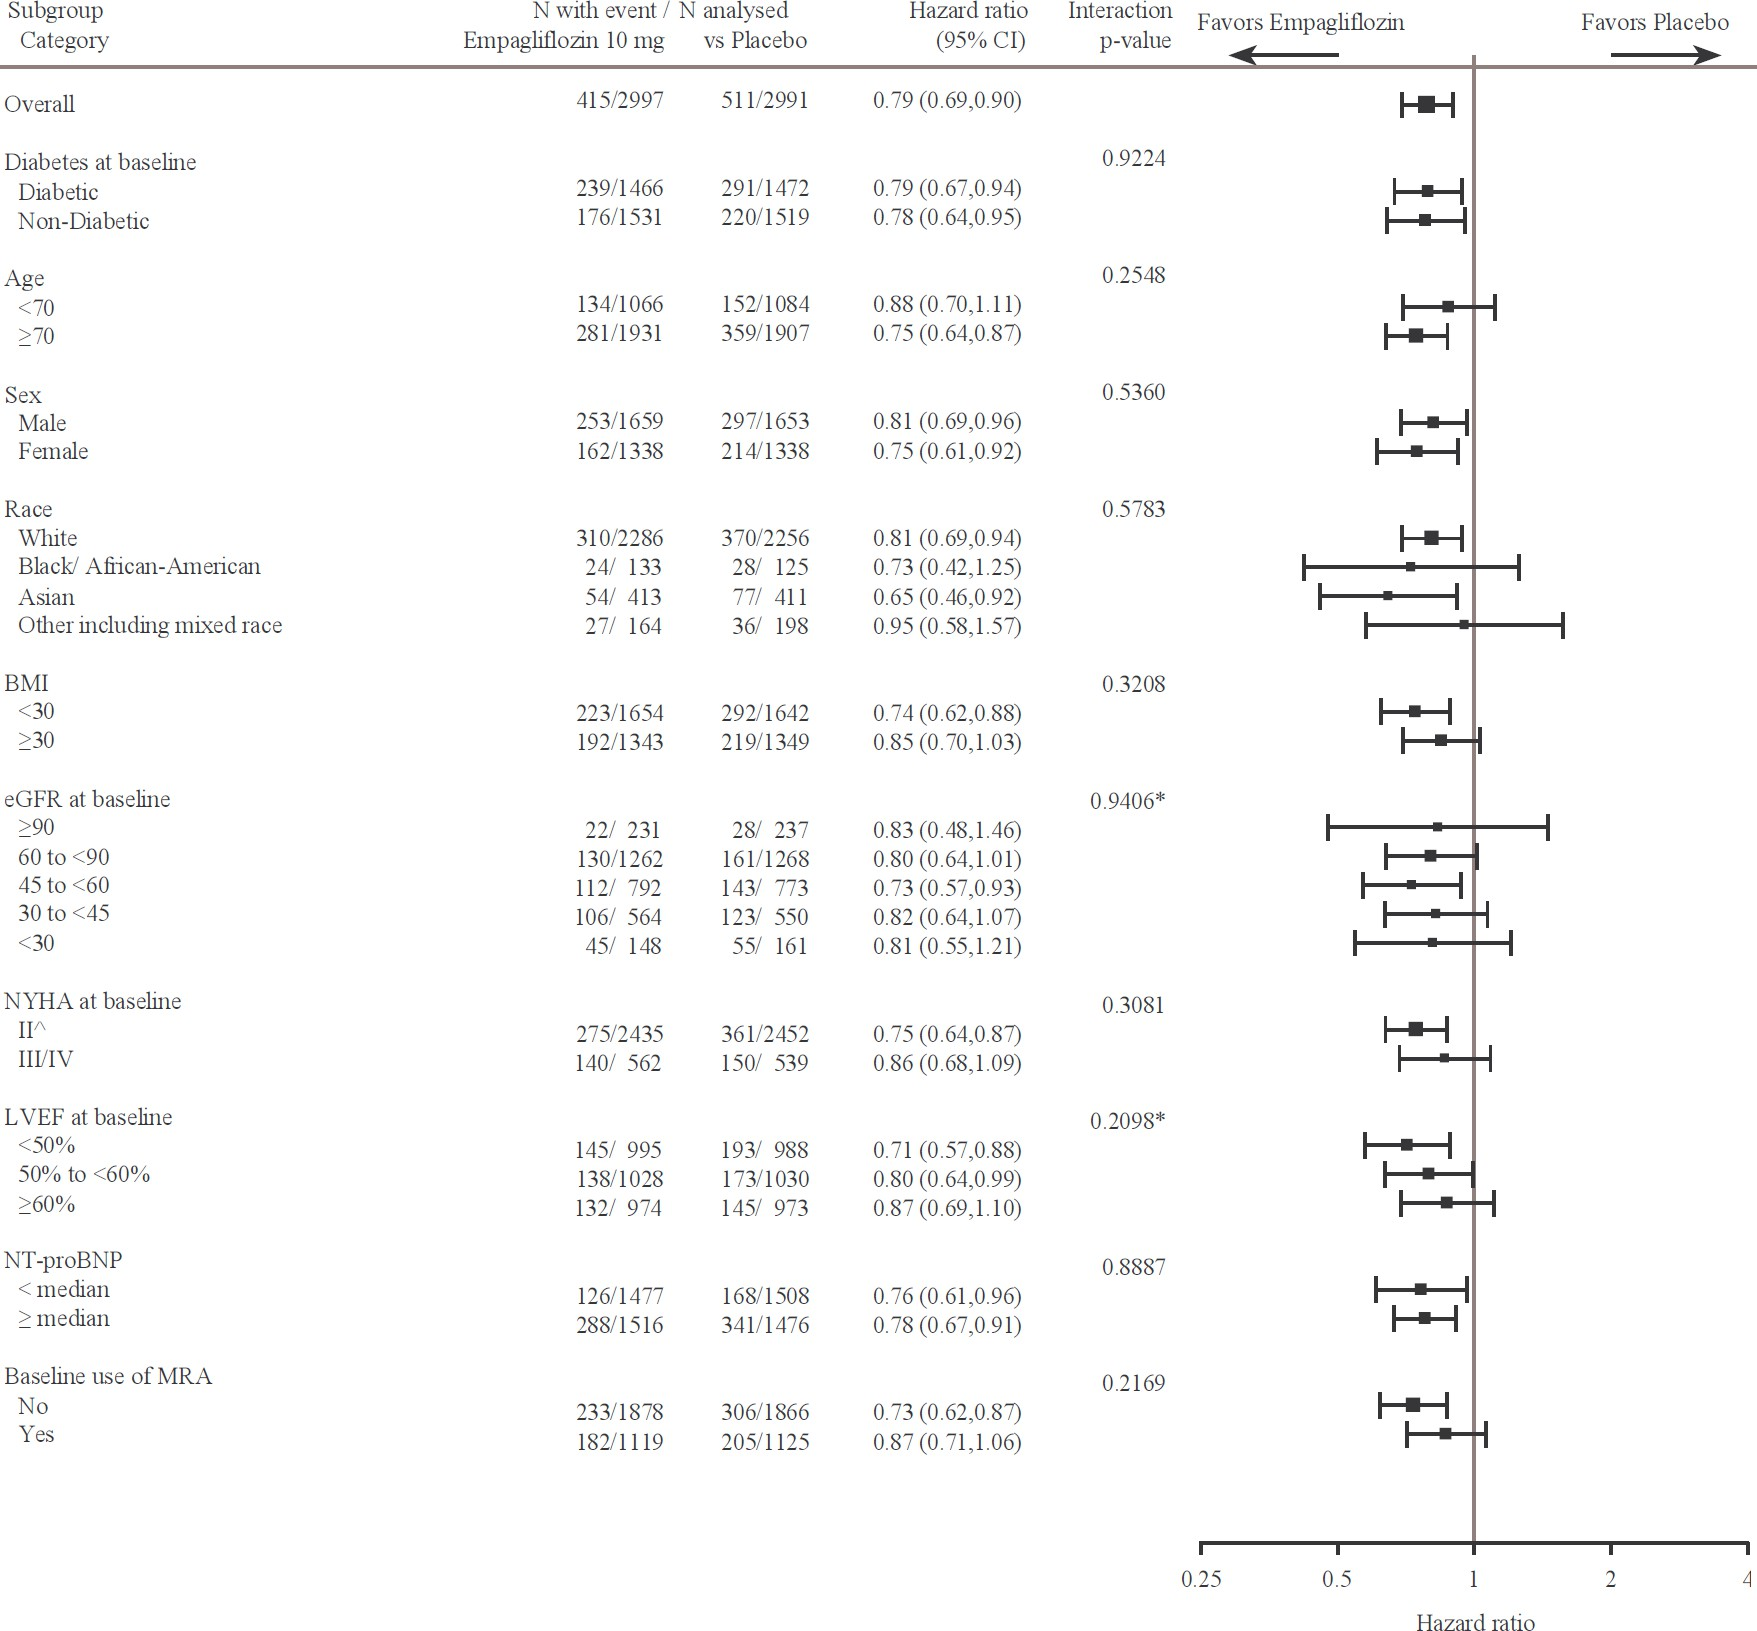 Subgroup N with event / N analysed Hazard ratio Interaction
Favors Empagliflozin Favors Placebo
Category Empagliflozin 10 mg vs Placebo (95% CI) p-value
Overall 415/2997 511/2991 0.79 (0.69,0.90)
Diabetes at baseline 0.9224
Diabetic 239/1466 291/1472 0.79 (0.67,0.94)
Non-Diabetic 176/1531 220/1519 0.78 (0.64,0.95)
Age 0.2548
<70 134/1066 152/1084 0.88 (0.70,1.11)
≥70 281/1931 359/1907 0.75 (0.64,0.87)
Sex 0.5360
Male 253/1659 297/1653 0.81 (0.69,0.96)
Female 162/1338 214/1338 0.75 (0.61,0.92)
Race 0.5783
White 310/2286 370/2256 0.81 (0.69,0.94)
Black/ African-American 24/ 133 28/ 125 0.73 (0.42,1.25)
Asian 54/ 413 77/ 411 0.65 (0.46,0.92)
Other including mixed race 27/ 164 36/ 198 0.95 (0.58,1.57)
BMI 0.3208
<30 223/1654 292/1642 0.74 (0.62,0.88)
≥30 192/1343 219/1349 0.85 (0.70,1.03)
eGFR at baseline 0.9406*
≥90 22/ 231 28/ 237 0.83 (0.48,1.46)
60 to <90 130/1262 161/1268 0.80 (0.64,1.01)
45 to <60 112/ 792 143/ 773 0.73 (0.57,0.93)
30 to <45 106/ 564 123/ 550 0.82 (0.64,1.07)
<30 45/ 148 55/ 161 0.81 (0.55,1.21)
NYHA at baseline 0.3081
II^ 275/2435 361/2452 0.75 (0.64,0.87)
III/IV 140/ 562 150/ 539 0.86 (0.68,1.09)
LVEF at baseline 0.2098*
<50% 145/ 995 193/ 988 0.71 (0.57,0.88)
50% to <60% 138/1028 173/1030 0.80 (0.64,0.99)
≥60% 132/ 974 145/ 973 0.87 (0.69,1.10)
NT-proBNP 0.8887
< median 126/1477 168/1508 0.76 (0.61,0.96)
≥ median 288/1516 341/1476 0.78 (0.67,0.91)
Baseline use of MRA 0.2169
No 233/1878 306/1866 0.73 (0.62,0.87)
Yes 182/1119 205/1125 0.87 (0.71,1.06)
0.25 0.5 1 2 4
Hazard ratio